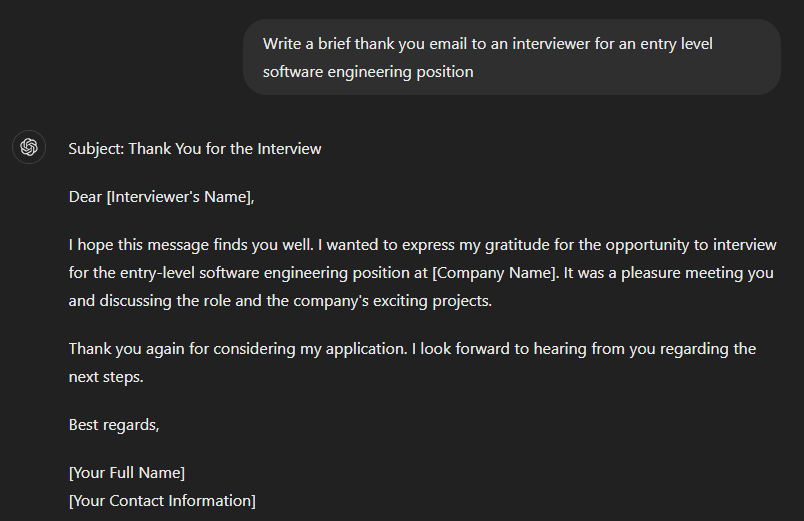 Write a brief thank you email to an interviewer for an entry level
software engineering position
Subject: Thank You for the Interview
Dear [Interviewer's Name],
I hope this message finds you well. I wanted to express my gratitude for the opportunity to interview
for the entry-level software engineering position at [Company Name]. It was a pleasure meeting you
and discussing the role and the company's exciting projects.
Thank you again for considering my application. I look forward to hearing from you regarding the
next steps.
Best regards,
[Your Full Name]
[Your Contact Information]